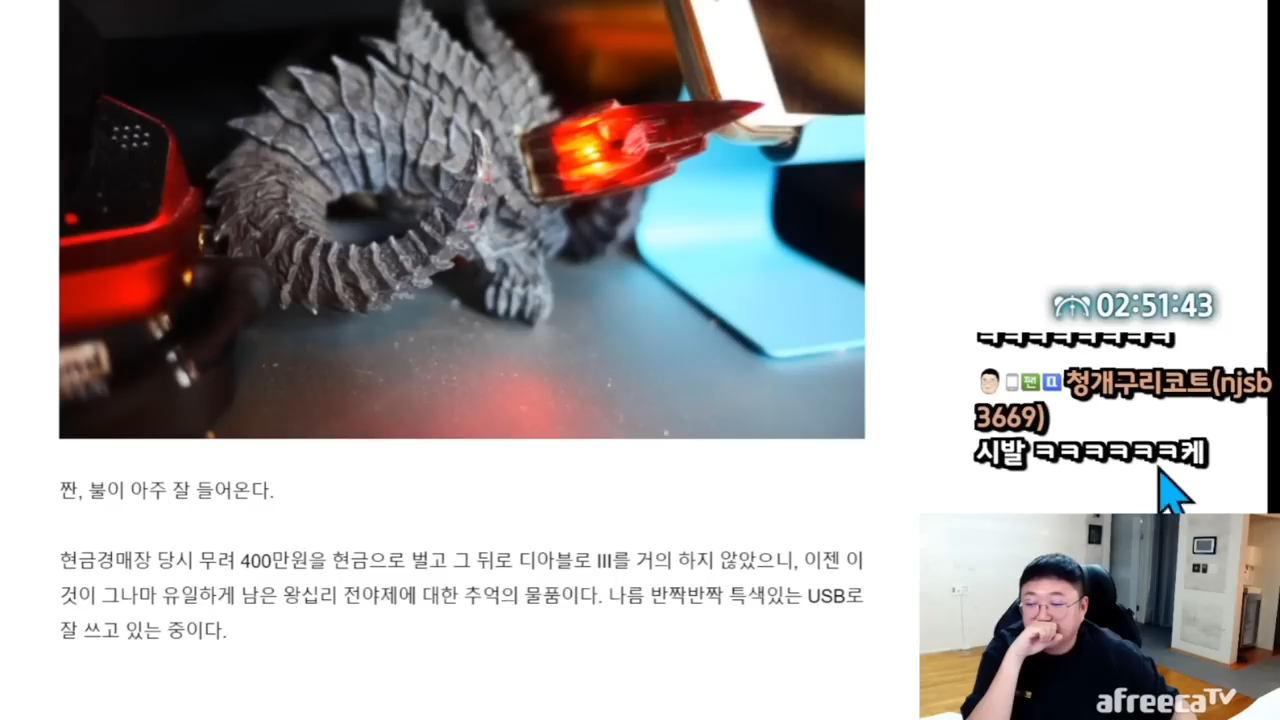 짠, 불이 아주 잘 들어온다.
현금경매장 당시 무려 400만원을 현금으로 벌고 그 뒤로 디아블로 III를 거의 하지 않았으니, 이젠 이
것이 그나마 유일하게 남은 왕십리 전야제에 대한 추억의 물품이다. 나름 반짝반짝 특색있는 USB로
잘 쓰고 있는 중이다.
02:51:43
ㅋㅋㅋㅋㅋㅋㅋㅋㅋ
팬 청개구리코트(njsb
3669)
시발 ㅋㅋㅋㅋㅋㅋ케
afreecaTV